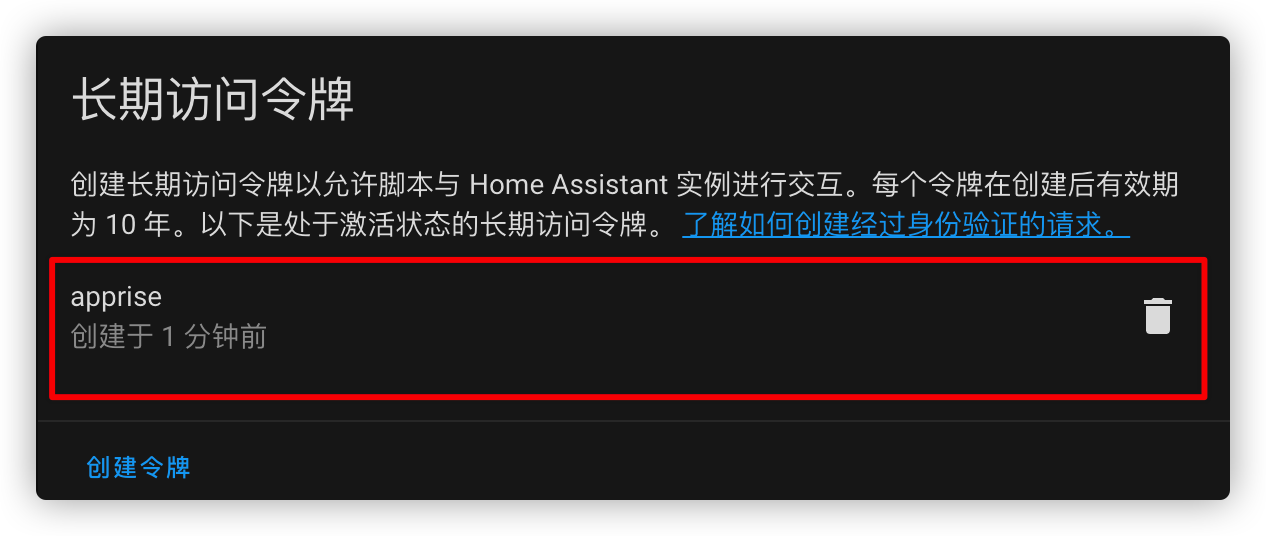 长期访问令牌
创建长期访问令牌以允许脚本与 Home Assistant 实例进行交互。每个令牌在创建后有效期
为 10 年。以下是处于激活状态的长期访问令牌。 了解如何创建经过身份验证的请求。
apprise
创建于 1 分钟前
创建令牌